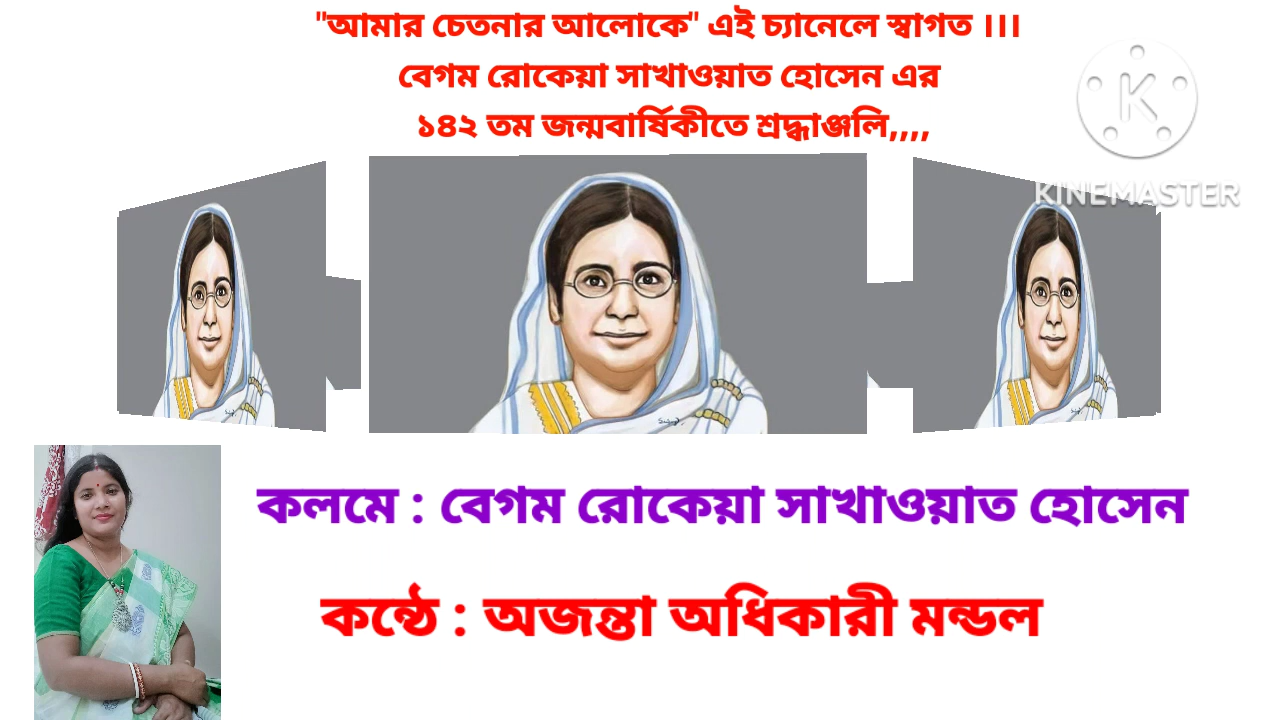 "আমার চেতনার আলোকে" এই চ্যানেলে স্বাগত ।।।
বেগম রোকেয়া সাখাওয়াত হোসেন এর
১৪২ তম জন্মবার্ষিকীতে শ্রদ্ধাঞ্জলি,,,,
K
KINEMASTER
কলমে : বেগম রোকেয়া সাখাওয়াত হোসেন
কন্ঠে : অজন্তা অধিকারী মন্ডল